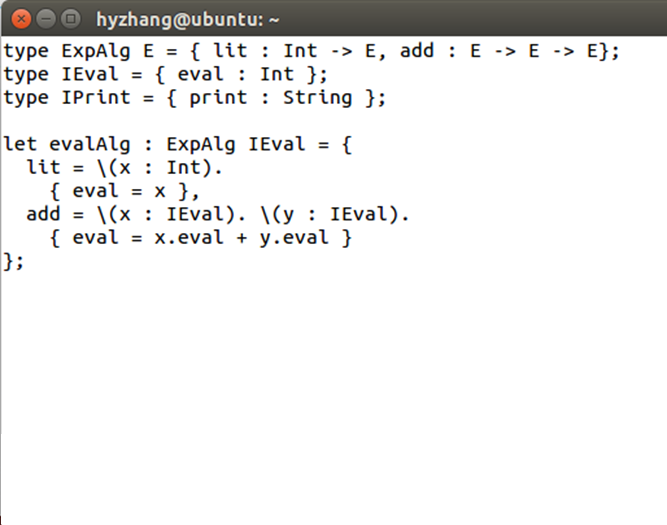 hyzhang@ubuntu: ~
type ExpAlg E = { lit : Int -> E, add : E -> E -> E};
type IEval = { eval : Int };
type IPrint = { print : String };
let evalAlg : ExpAlg IEval = {
  lit = \(x : Int).
    { eval = x },
  add = \(x : IEval). \(y : IEval).
    { eval = x.eval + y.eval }
};